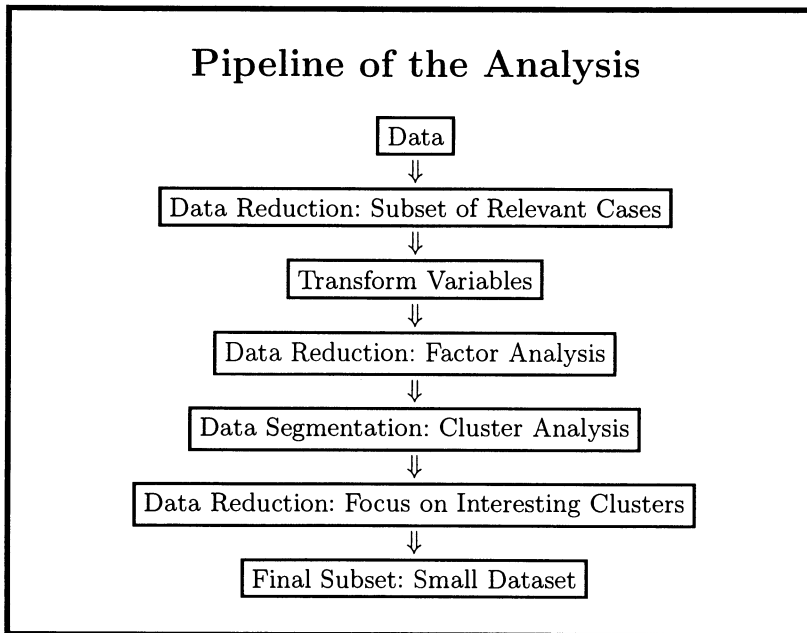 Pipeline of the Analysis
Data
⇓
Data Reduction: Subset of Relevant Cases
⇓
Transform Variables
⇓
Data Reduction: Factor Analysis
⇓
Data Segmentation: Cluster Analysis
⇓
Data Reduction: Focus on Interesting Clusters
⇓
Final Subset: Small Dataset